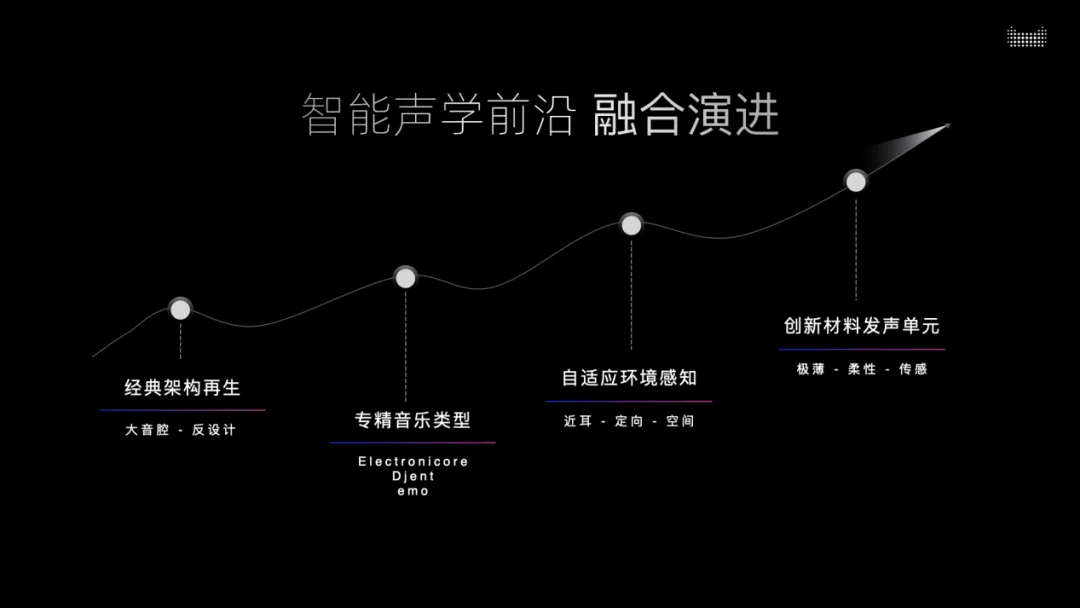 智能声学前沿 融合演进
经典架构再生
大音腔 - 反设计
专精音乐类型
Electronicore
Djent
emo
自适应环境感知
近耳 - 定向 - 空间
创新材料发声单元
极薄 - 柔性 - 传感